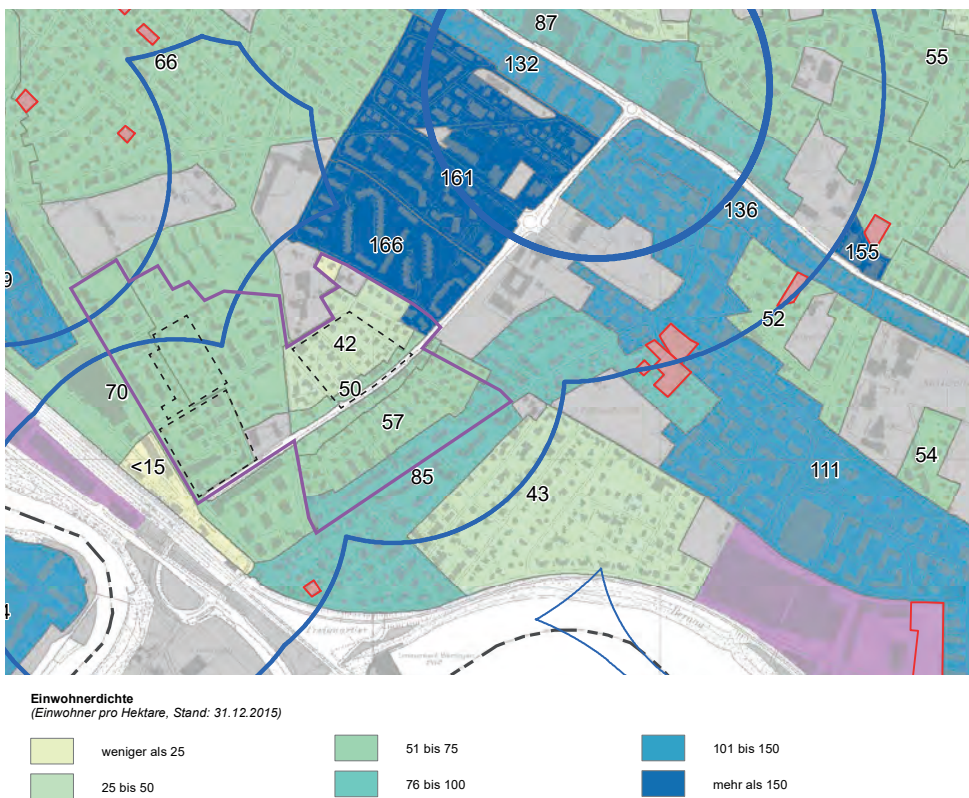 87
66
132
55
161
136
166
155
9
52
42
50
70
57
<15
85
43
54
111
4
Einwohnerdichte
(Einwohner pro Hektare, Stand: 31.12.2015)
weniger als 25
51 bis 75
101 bis 150
25 bis 50
76 bis 100
mehr als 150